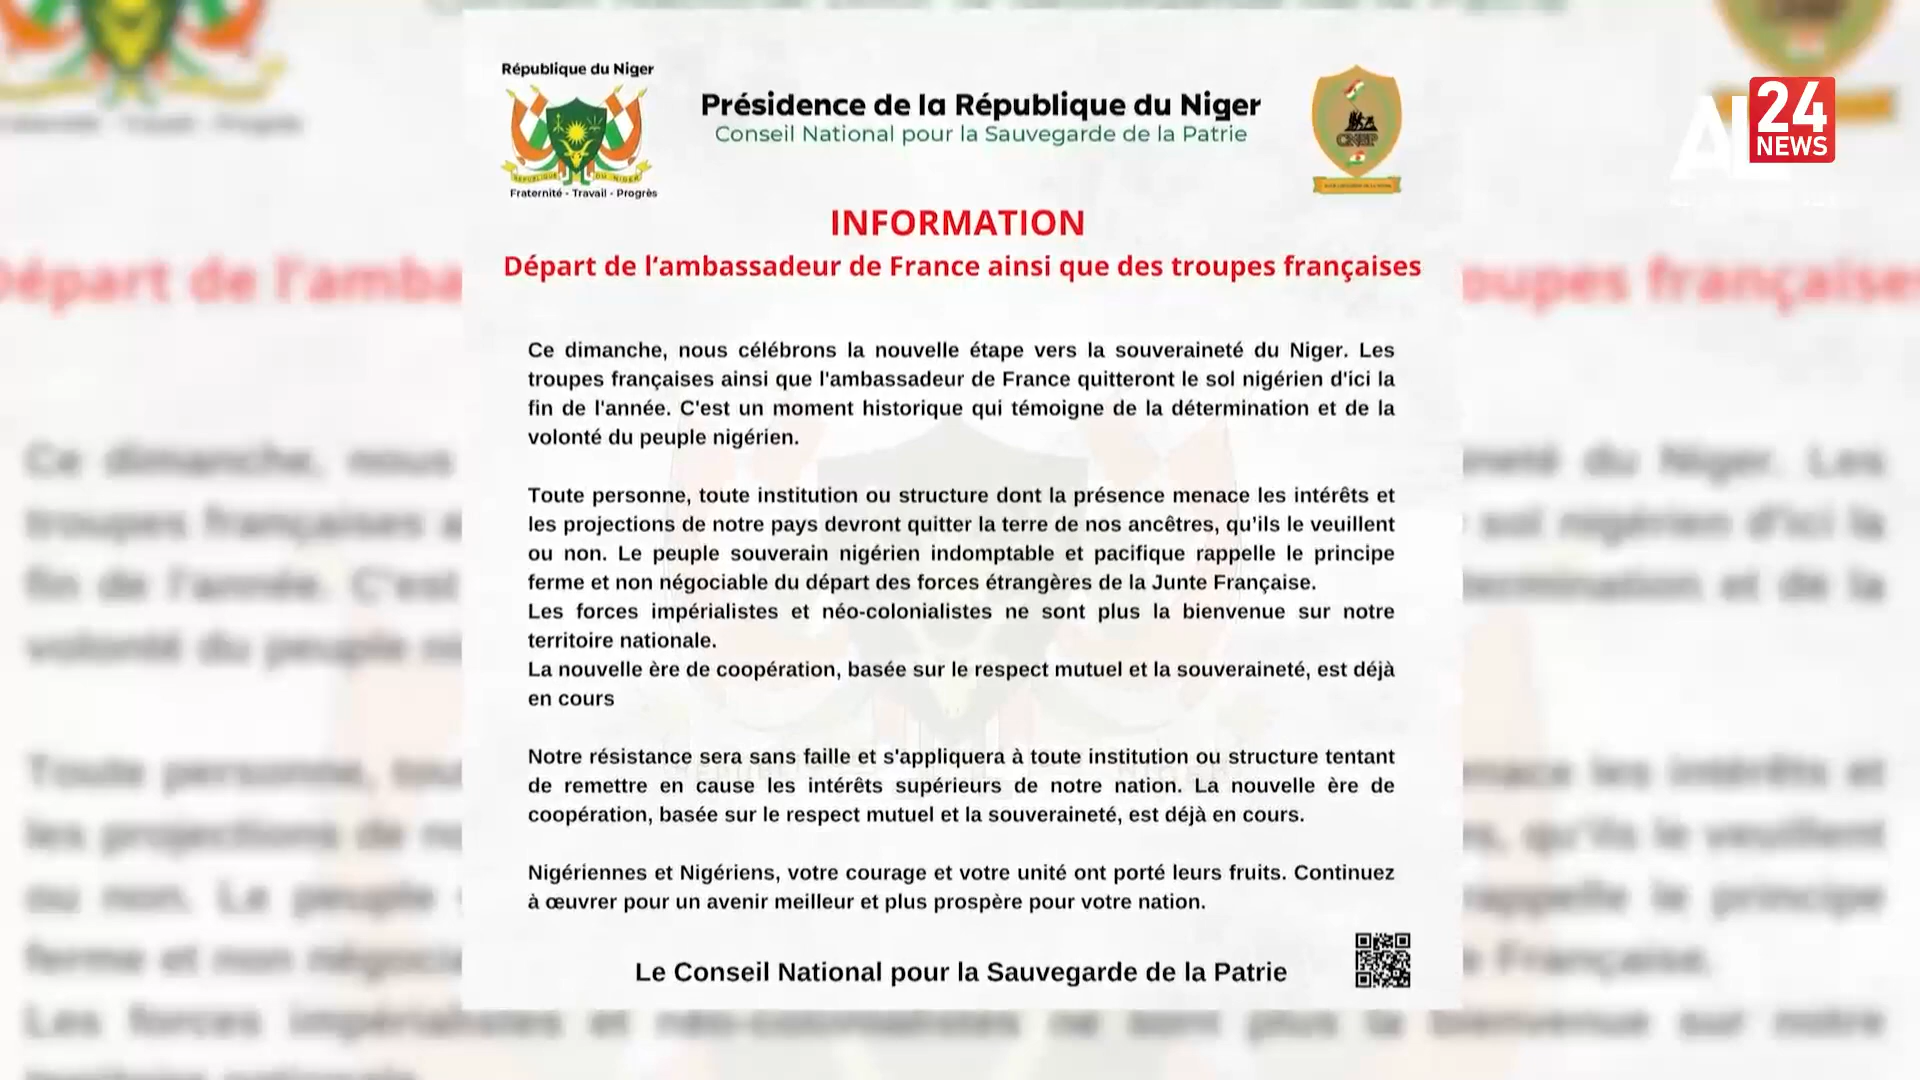 République du Niger
RÉPUBLIQUE DU NIGER
Fraternité - Travail - Progrès
Présidence de la République du Niger
Conseil National pour la Sauvegarde de la Patrie
CNSP
AL
24
NEWS
INFORMATION
Départ de l‘ambassadeur de France ainsi que des troupes françaises
Ce dimanche, nous célébrons la nouvelle étape vers la souveraineté du Niger. Les
troupes françaises ainsi que l'ambassadeur de France quitteront le sol nigérien d'ici la
fin de l'année. C'est un moment historique qui témoigne de la détermination et de la
volonté du peuple nigérien.
Toute personne, toute institution ou structure dont la présence menace les intérêts et
les projections de notre pays devront quitter la terre de nos ancêtres, qu’ils le veuillent
ou non. Le peuple souverain nigérien indomptable et pacifique rappelle le principe
ferme et non négociable du départ des forces étrangères de la Junte Française.
Les forces impérialistes et néo-colonialistes ne sont plus la bienvenue sur notre
territoire nationale.
La nouvelle ère de coopération, basée sur le respect mutuel et la souveraineté, est déjà
en cours
Notre résistance sera sans faille et s'appliquera à toute institution ou structure tentant
de remettre en cause les intérêts supérieurs de notre nation. La nouvelle ère de
coopération, basée sur le respect mutuel et la souveraineté, est déjà en cours.
Nigériennes et Nigériens, votre courage et votre unité ont porté leurs fruits. Continuez
à œuvrer pour un avenir meilleur et plus prospère pour votre nation.
Le Conseil National pour la Sauvegarde de la Patrie